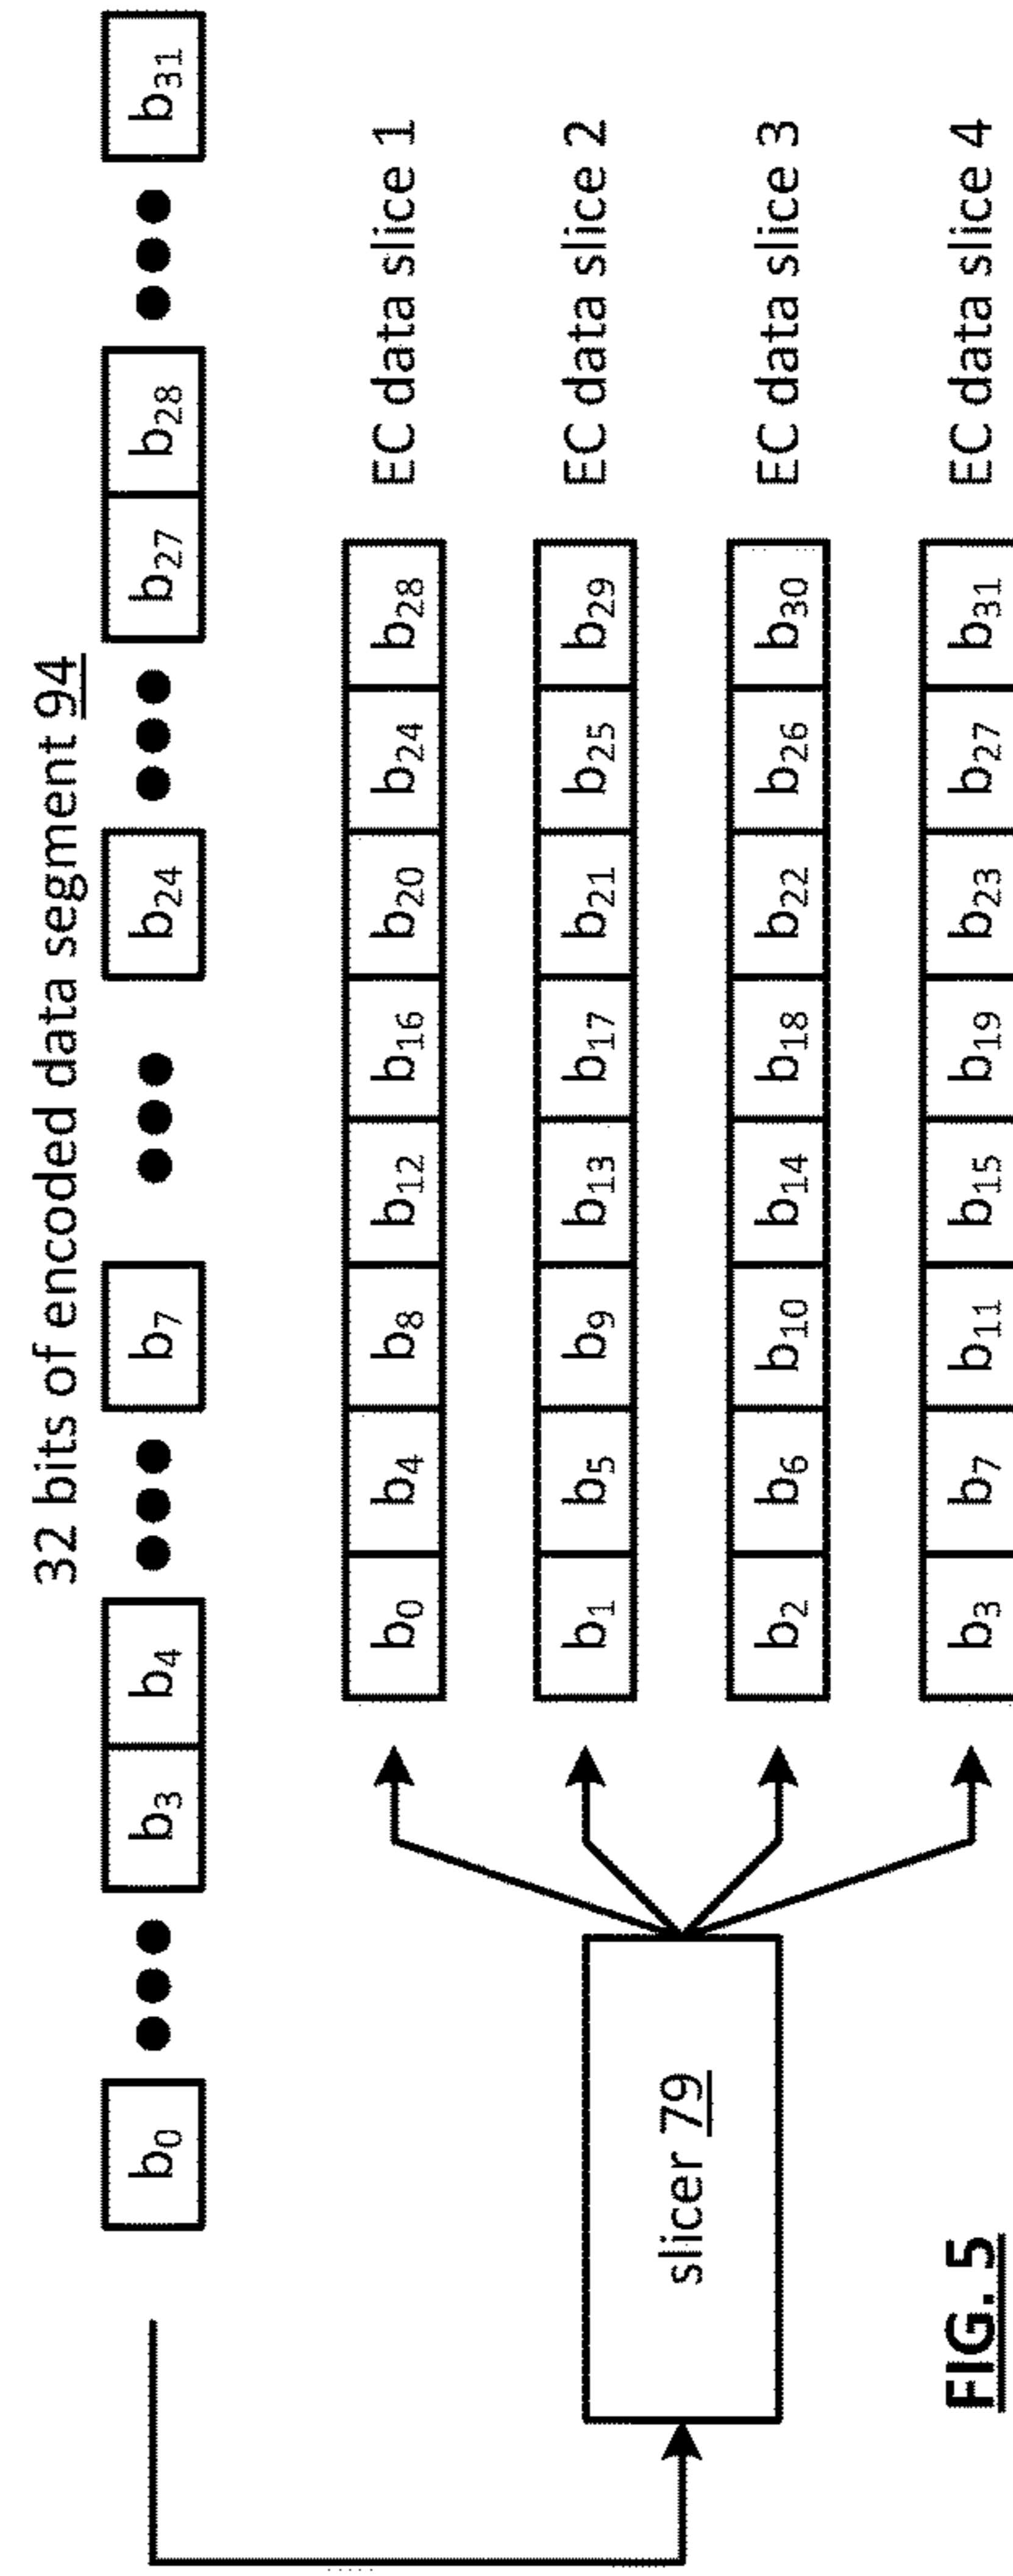 32 bits of encoded data segment 94
b0 ●●● b3 b4 ●●● b7 ●●● b24 ●●● b27 b28 ●●● b31
b0 b4 b8 b12 b16 b20 b24 b28 EC data slice 1
b1 b5 b9 b13 b17 b21 b25 b29 EC data slice 2
slicer 79
b2 b6 b10 b14 b18 b22 b26 b30 EC data slice 3
b3 b7 b11 b15 b19 b23 b27 b31 EC data slice 4
FIG. 5